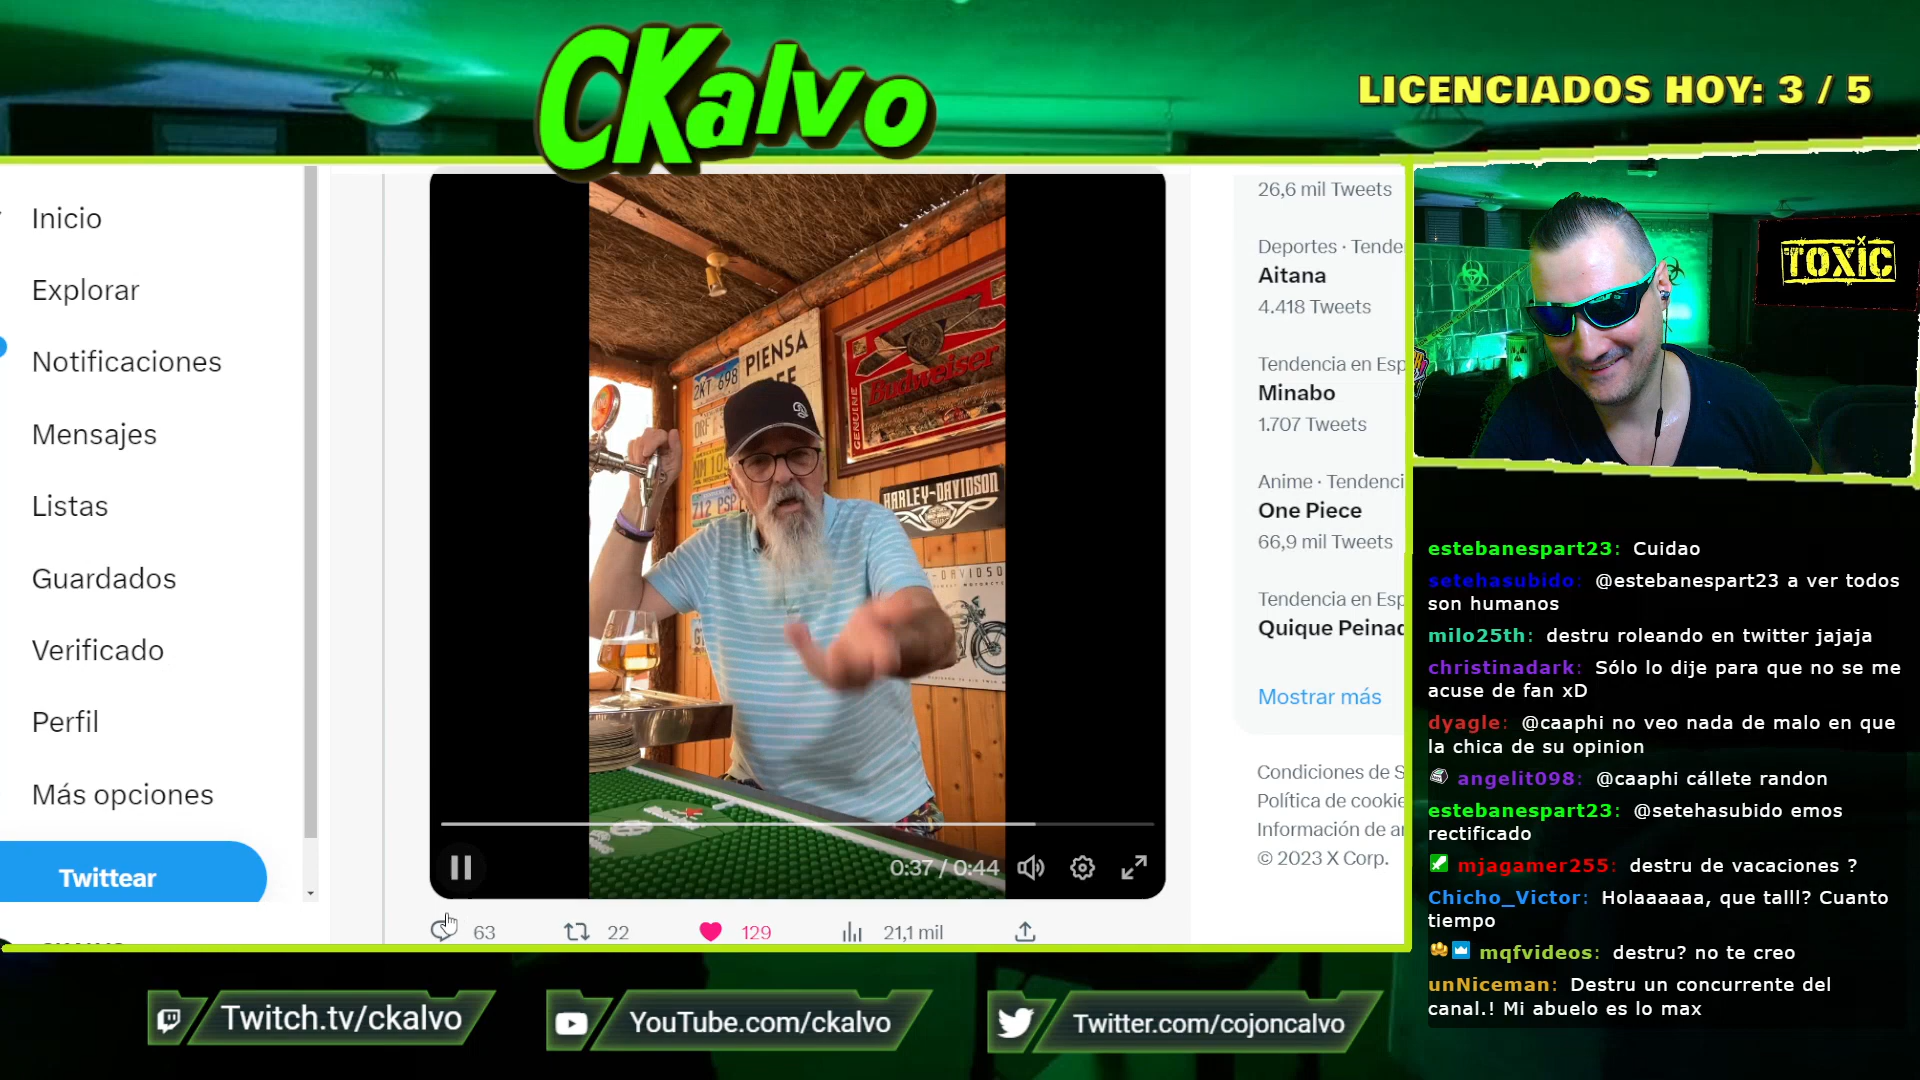 CKalvo
LICENCIADOS HOY: 3 / 5
Inicio
Explorar
Notificaciones
Mensajes
Listas
Guardados
Verificado
Perfil
Más opciones
Twittear
PIENSA
2KT 698
GENUINE
Budweiser
HARLEY-DAVIDSON
712 PSP
0:37 / 0:44
63
22
129
21,1 mil
26,6 mil Tweets
Deportes · Tende
Aitana
4.418 Tweets
Tendencia en Esp
Minabo
1.707 Tweets
Anime · Tendenci
One Piece
66,9 mil Tweets
Tendencia en Esp
Quique Peinad
Mostrar más
Condiciones de S
Política de cookie
Información de a
© 2023 X Corp.
TOXIC
estebanespart23: Cuidao
setehasubido: @estebanespart23 a ver todos
son humanos
milo25th: destru roleando en twitter jajaja
christinadark: Sólo lo dije para que no se me
acuse de fan xD
dyagle: @caaphi no veo nada de malo en que
la chica de su opinion
angelit098: @caaphi cállete randon
estebanespart23: @setehasubido emos
rectificado
mjagamer255: destru de vacaciones ?
Chicho_Victor: Holaaaaaa, que talll? Cuanto
tiempo
mqfvideos: destru? no te creo
unNiceman: Destru un concurrente del
canal.! Mi abuelo es lo max
Twitch.tv/ckalvo
YouTube.com/ckalvo
Twitter.com/cojoncalvo